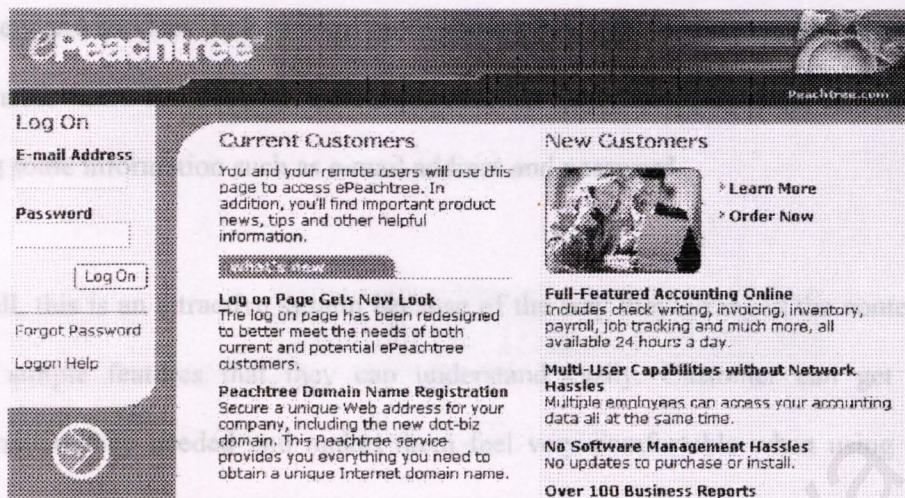 ePeachtree
Peachtree.com
Log On
E-mail Address
Password
Log On
Forgot Password
Logon Help
Current Customers
You and your remote users will use this
page to access ePeachtree. In
addition, you'll find important product
news, tips and other helpful
information.
what's new
Log on Page Gets New Look
The log on page has been redesigned
to better meet the needs of both
current and potential ePeachtree
customers.
Peachtree Domain Name Registration
Secure a unique Web address for your
company, including the new dot-biz
domain. This Peachtree service
provides you everything you need to
obtain a unique Internet domain name.
New Customers
Learn More
Order Now
Full-Featured Accounting Online
Includes check writing, invoicing, inventory,
payroll, job tracking and much more, all
available 24 hours a day.
Multi-User Capabilities without Network
Hassles
Multiple employees can access your accounting
data all at the same time.
No Software Management Hassles
No updates to purchase or install.
Over 100 Business Reports